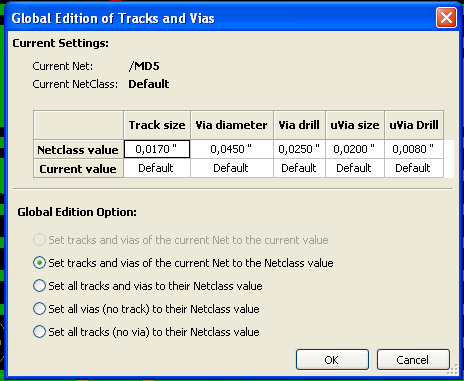 Global Edition of Tracks and Vias
Current Settings:
Current Net: /MD5
Current NetClass: Default
Track size Via diameter Via drill uVia size uVia Drill
Netclass value 0,0170 " 0,0450 " 0,0250 " 0,0200 " 0,0080 "
Current value Default Default Default Default Default
Global Edition Option:
Set tracks and vias of the current Net to the current value
Set tracks and vias of the current Net to the Netclass value
Set all tracks and vias to their Netclass value
Set all vias (no track) to their Netclass value
Set all tracks (no via) to their Netclass value
OK Cancel